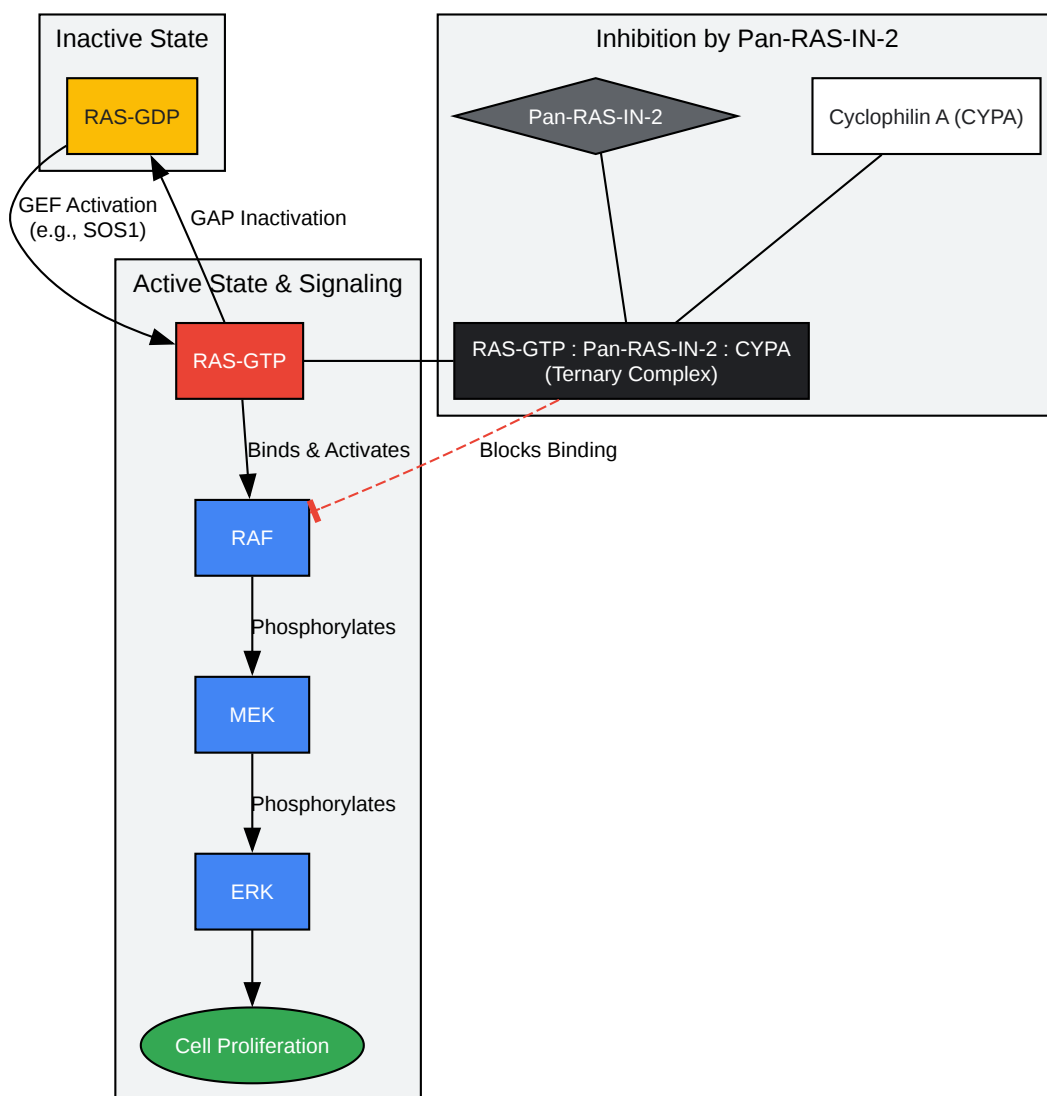 Inactive State
RAS-GDP
GEF Activation
(e.g., SOS1)
GAP Inactivation
Active State & Signaling
RAS-GTP
Binds & Activates
RAF
Phosphorylates
MEK
Phosphorylates
ERK
Cell Proliferation
Inhibition by Pan-RAS-IN-2
Pan-RAS-IN-2
Cyclophilin A (CYPA)
RAS-GTP : Pan-RAS-IN-2 : CYPA
(Ternary Complex)
Blocks Binding